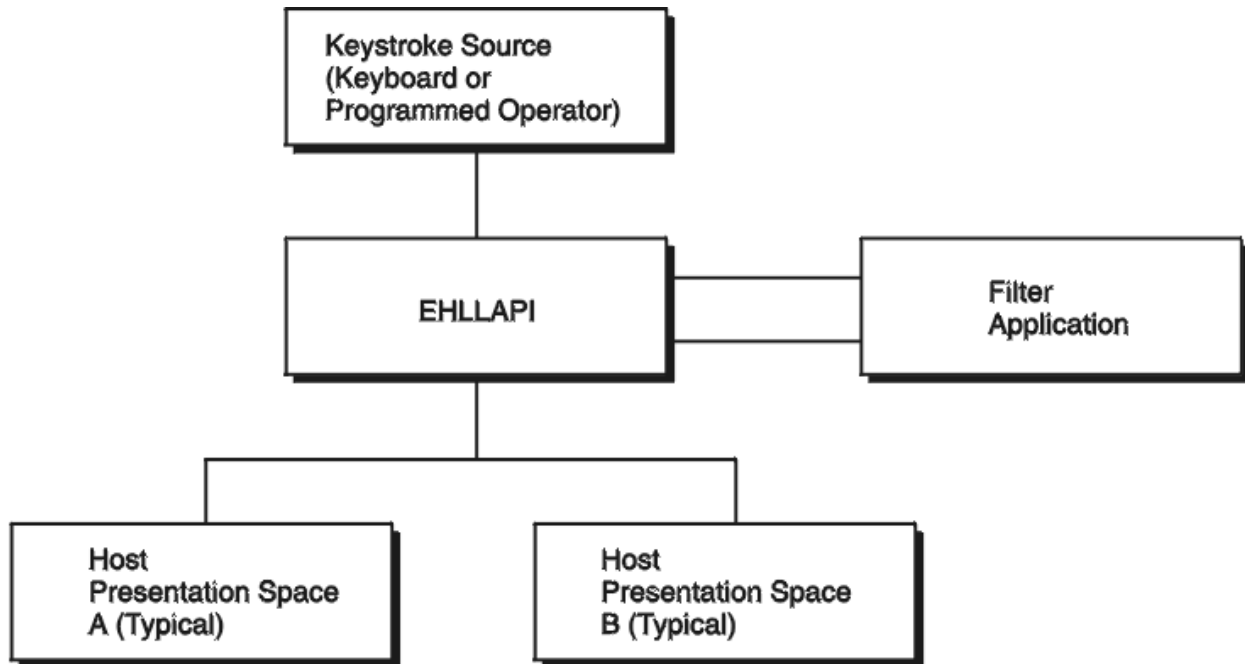 Keystroke Source
(Keyboard or
Programmed Operator)
EHLLAPI
Filter
Application
Host
Presentation Space
A (Typical)
Host
Presentation Space
B (Typical)